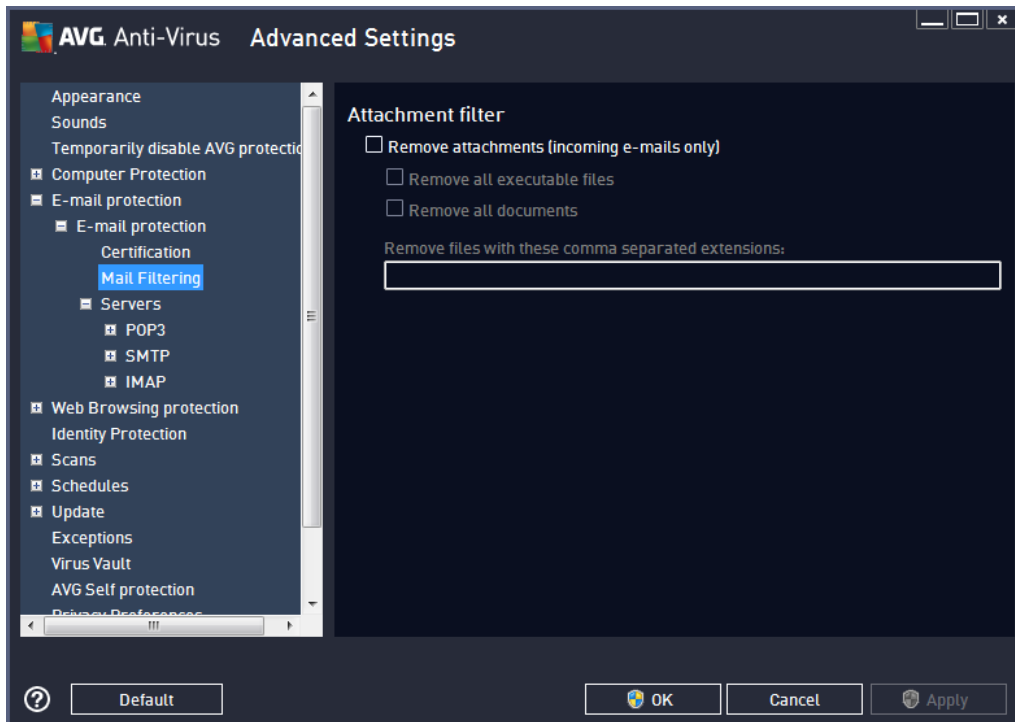 AVG. Anti-Virus Advanced Settings
Appearance
Sounds
Temporarily disable AVG protectio
Computer Protection
E-mail protection
E-mail protection
Certification
Mail Filtering
Servers
POP3
SMTP
IMAP
Web Browsing protection
Identity Protection
Scans
Schedules
Update
Exceptions
Virus Vault
AVG Self protection
Privacy Preferences
Attachment filter
Remove attachments (incoming e-mails only)
Remove all executable files
Remove all documents
Remove files with these comma separated extensions:
Default
OK
Cancel
Apply